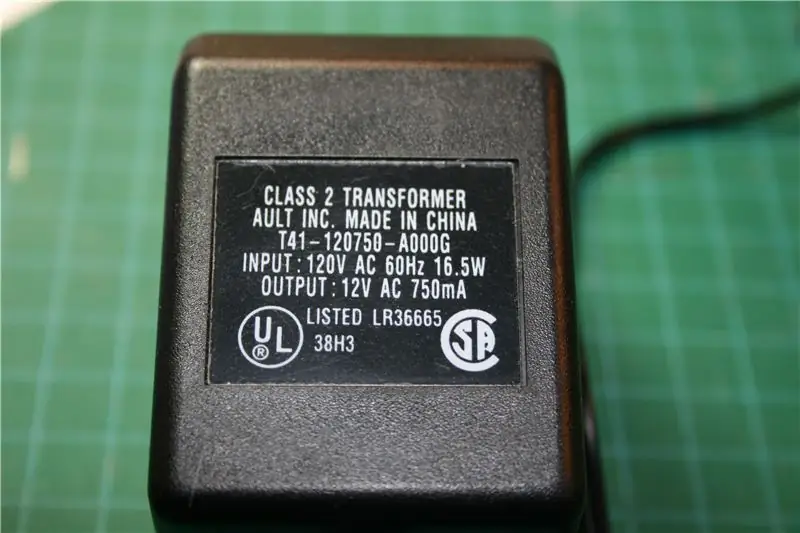 CLASS 2 TRANSFORMER
AULT INC. MADE IN CHINA
T41-120750-A000G
INPUT: 120V AC 60Hz 16.5W
OUTPUT: 12V AC 750mA
UL® LISTED LR36665 SA
38H3